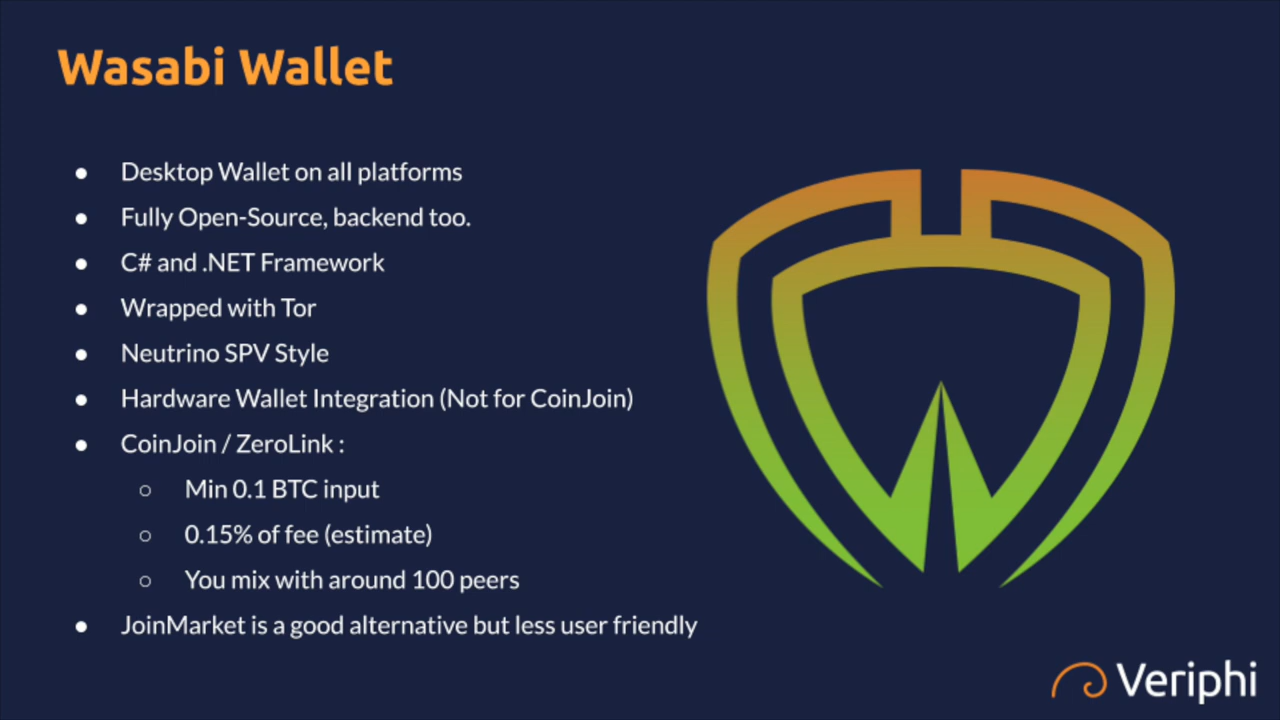 Wasabi Wallet
● Desktop Wallet on all platforms
● Fully Open-Source, backend too.
● C# and .NET Framework
● Wrapped with Tor
● Neutrino SPV Style
● Hardware Wallet Integration (Not for CoinJoin)
● CoinJoin / ZeroLink :
○ Min 0.1 BTC input
○ 0.15% of fee (estimate)
○ You mix with around 100 peers
● JoinMarket is a good alternative but less user friendly
Veriphi